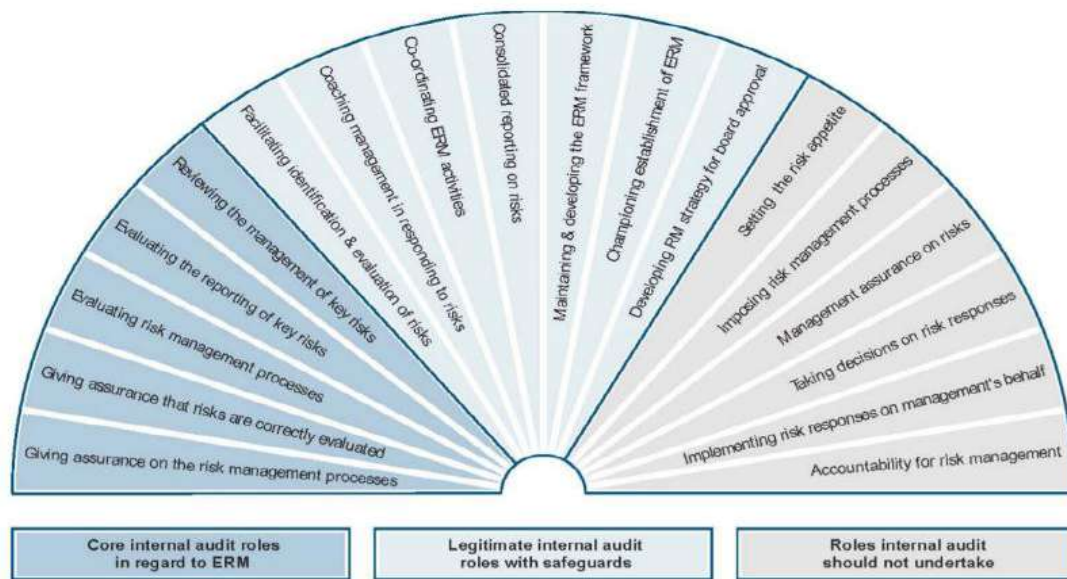 Giving assurance on the risk management processes
Giving assurance that risks are correctly evaluated
Evaluating risk management processes
Evaluating the reporting of key risks
Reviewing the management of key risks
Facilitating identification & evaluation of risks
Coaching management in responding to risks
Co-ordinating ERM activities
Consolidated reporting on risks
Maintaining & developing the ERM framework
Championing establishment of ERM
Developing RM strategy for board approval
Setting the risk appetite
Imposing risk management processes
Management assurance on risks
Taking decisions on risk responses
Implementing risk responses on management's behalf
Accountability for risk management
Core internal audit roles
in regard to ERM
Legitimate internal audit
roles with safeguards
Roles internal audit
should not undertake